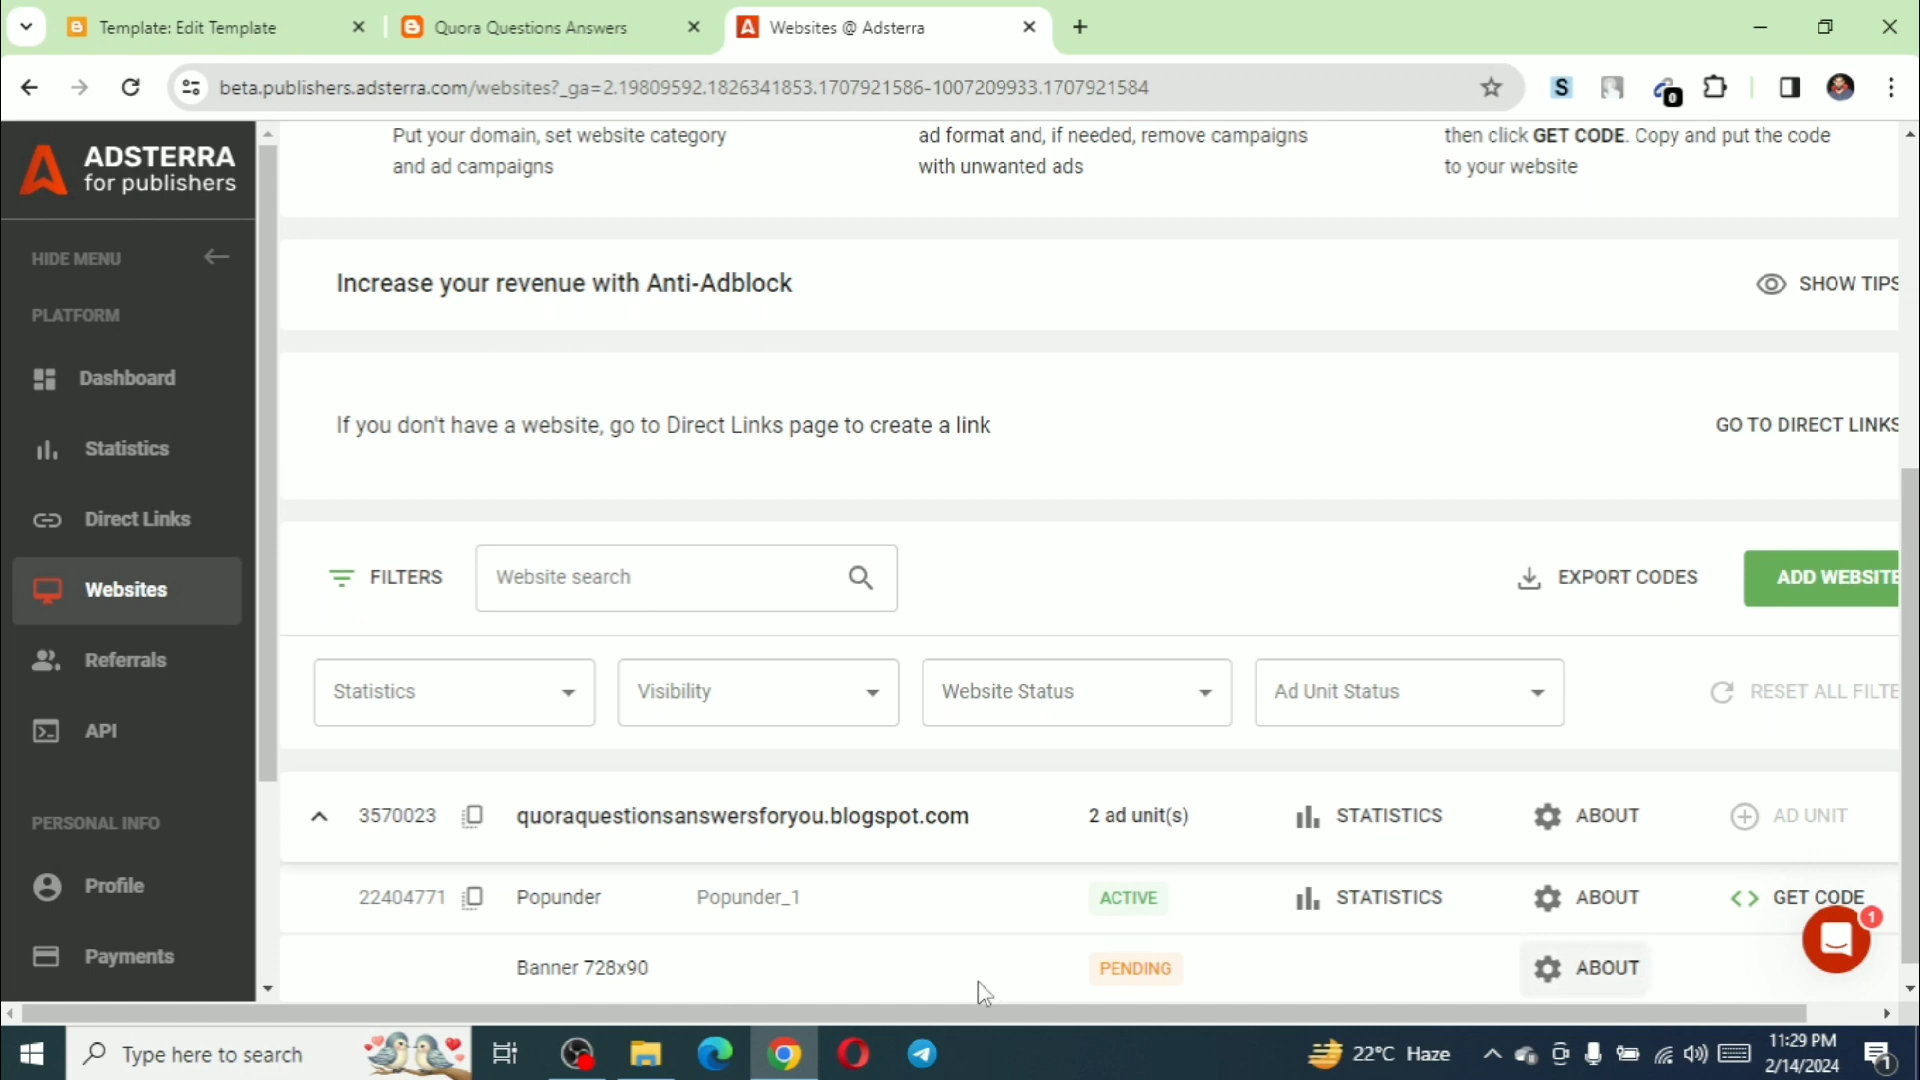 Template: Edit Template
Quora Questions Answers
Websites @ Adsterra
beta.publishers.adsterra.com/websites?_ga=2.19809592.1826341853.1707921586-1007209933.1707921584
S
0
ADSTERRA
for publishers
HIDE MENU
PLATFORM
Dashboard
Statistics
Direct Links
Websites
Referrals
API
PERSONAL INFO
Profile
Payments
Put your domain, set website category
and ad campaigns
ad format and, if needed, remove campaigns
with unwanted ads
then click GET CODE. Copy and put the code
to your website
Increase your revenue with Anti-Adblock
SHOW TIPS
If you don't have a website, go to Direct Links page to create a link
GO TO DIRECT LINKS
FILTERS
Website search
EXPORT CODES
ADD WEBSITE
Statistics
Visibility
Website Status
Ad Unit Status
RESET ALL FILTE
3570023 quoraquestionsanswersforyou.blogspot.com 2 ad unit(s) STATISTICS ABOUT AD UNIT
22404771 Popunder Popunder_1 ACTIVE STATISTICS ABOUT GET CODE
1
Banner 728x90 PENDING ABOUT
Type here to search
22°C Haze
11:29 PM
2/14/2024
1